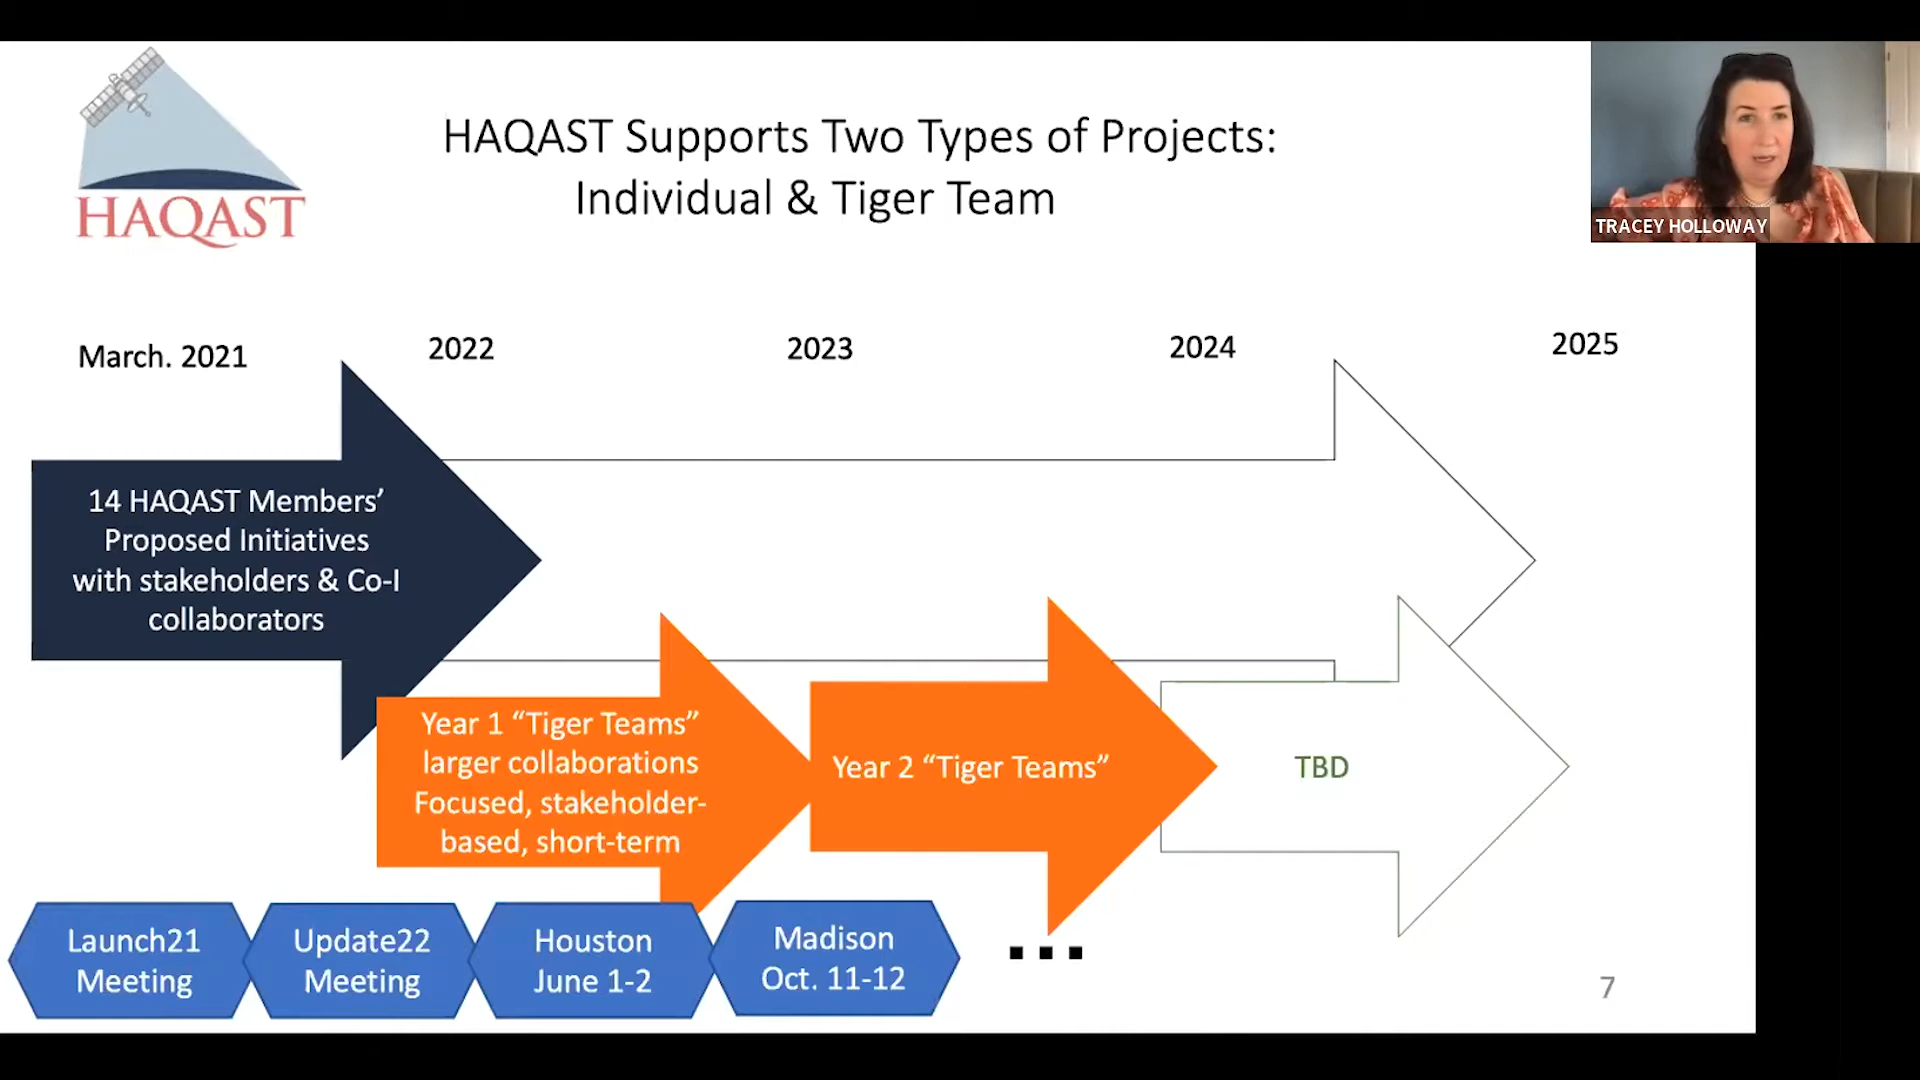 HAQAST
HAQAST Supports Two Types of Projects:
Individual & Tiger Team
TRACEY HOLLOWAY
March. 2021
2022
2023
2024
2025
14 HAQAST Members’
Proposed Initiatives
with stakeholders & Co-I
collaborators
Year 1 “Tiger Teams”
larger collaborations
Focused, stakeholder-
based, short-term
Year 2 “Tiger Teams”
TBD
Launch21
Meeting
Update22
Meeting
Houston
June 1-2
Madison
Oct. 11-12
...
7